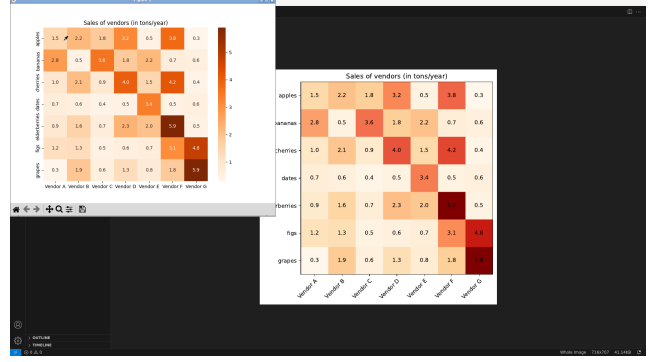 Sales of vendors (in tons/year)
apples 1.5 2.2 1.8 3.2 0.5 3.8 0.3
bananas 2.8 0.5 3.6 1.8 2.2 0.7 0.6
cherries 1.0 2.1 0.9 4.0 1.5 4.2 0.4
dates 0.7 0.6 0.4 0.5 3.4 0.5 0.6
elderberries 0.9 1.6 0.7 2.3 2.0 5.9 0.5
figs 1.2 1.3 0.5 0.6 0.7 3.1 4.8
grapes 0.3 1.9 0.6 1.3 0.8 1.8 5.9
Vendor A Vendor B Vendor C Vendor D Vendor E Vendor F Vendor G
5
4
3
2
1
Sales of vendors (in tons/year)
apples 1.5 2.2 1.8 3.2 0.5 3.8 0.3
ananas 2.8 0.5 3.6 1.8 2.2 0.7 0.6
cherries 1.0 2.1 0.9 4.0 1.5 4.2 0.4
dates 0.7 0.6 0.4 0.5 3.4 0.5 0.6
rberries 0.9 1.6 0.7 2.3 2.0 0.5
figs 1.2 1.3 0.5 0.6 0.7 3.1 4.8
grapes 0.3 1.9 0.6 1.3 0.8 1.8
Vendor A Vendor B Vendor C Vendor D Vendor E Vendor F Vendor G
OUTLINE
TIMELINE
0 0
Whole Image 716x707 41.14KB